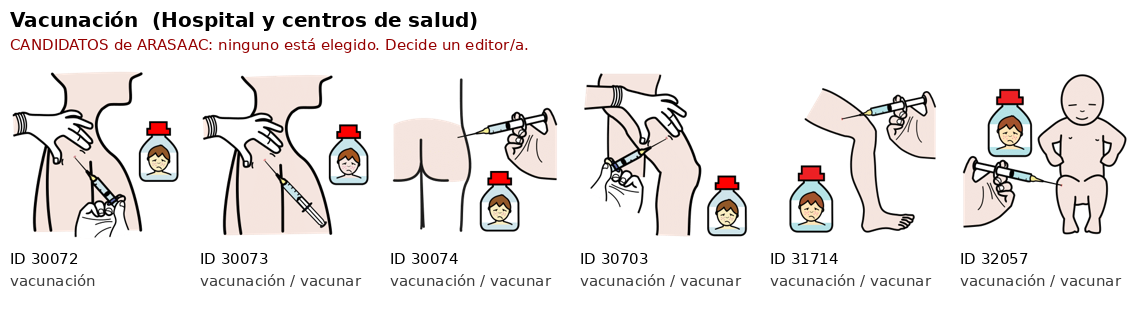 Vacunación (Hospital y centros de salud)
CANDIDATOS de ARASAAC: ninguno está elegido. Decide un editor/a.
ID 30072
vacunación
ID 30073
vacunación / vacunar
ID 30074
vacunación / vacunar
ID 30703
vacunación / vacunar
ID 31714
vacunación / vacunar
ID 32057
vacunación / vacunar